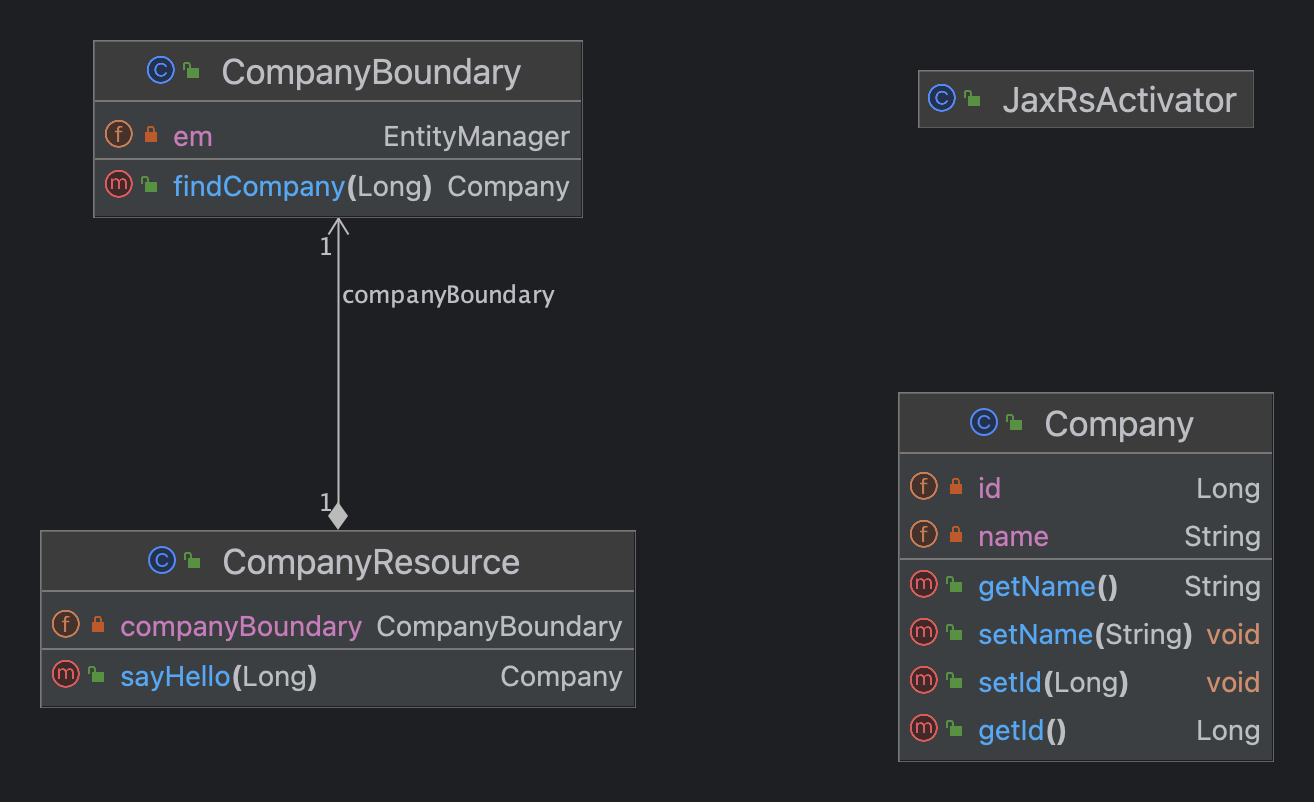 CompanyBoundary
em EntityManager
findCompany(Long) Company
1
companyBoundary
1
CompanyResource
companyBoundary CompanyBoundary
sayHello(Long) Company
JaxRsActivator
Company
id Long
name String
getName() String
setName(String) void
setId(Long) void
getId() Long